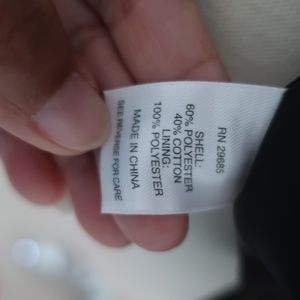 RN 29685
SHELL:
60% POLYESTER
40% COTTON
LINING:
100% POLYESTER
MADE IN CHINA
SEE REVERSE FOR CARE